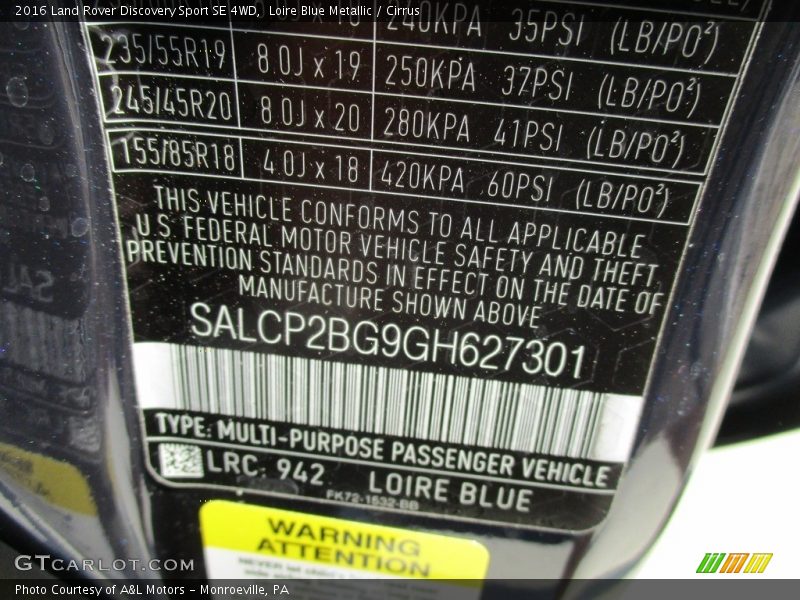 2016 Land Rover Discovery Sport SE 4WD, Loire Blue Metallic / Cirrus
240KPA 35PSI (LB/PO²)
235/55R19 8.0J x 19 250KPA 37PSI (LB/PO²)
245/45R20 8.0J x 20 280KPA 41PSI (LB/PO²)
155/85R18 4.0J x 18 420KPA 60PSI (LB/PO²)
THIS VEHICLE CONFORMS TO ALL APPLICABLE
U.S. FEDERAL MOTOR VEHICLE SAFETY AND THEFT
PREVENTION STANDARDS IN EFFECT ON THE DATE OF
MANUFACTURE SHOWN ABOVE
SALCP2BG9GH627301
TYPE: MULTI-PURPOSE PASSENGER VEHICLE
LRC: 942 LOIRE BLUE
FK72-1532-BB
WARNING
ATTENTION
GTCARLOT.COM
Photo Courtesy of A&L Motors – Monroeville, PA